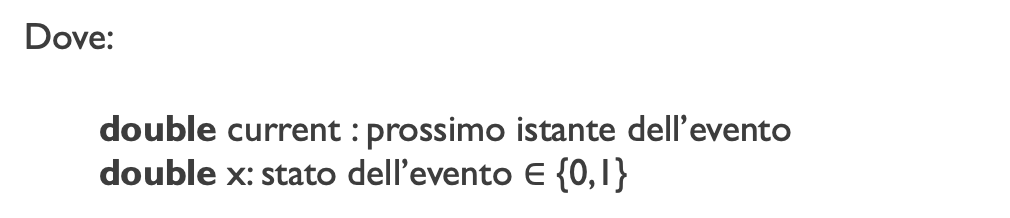 Dove:
double current : prossimo istante dell'evento
double x: stato dell'evento ∈ {0,1}